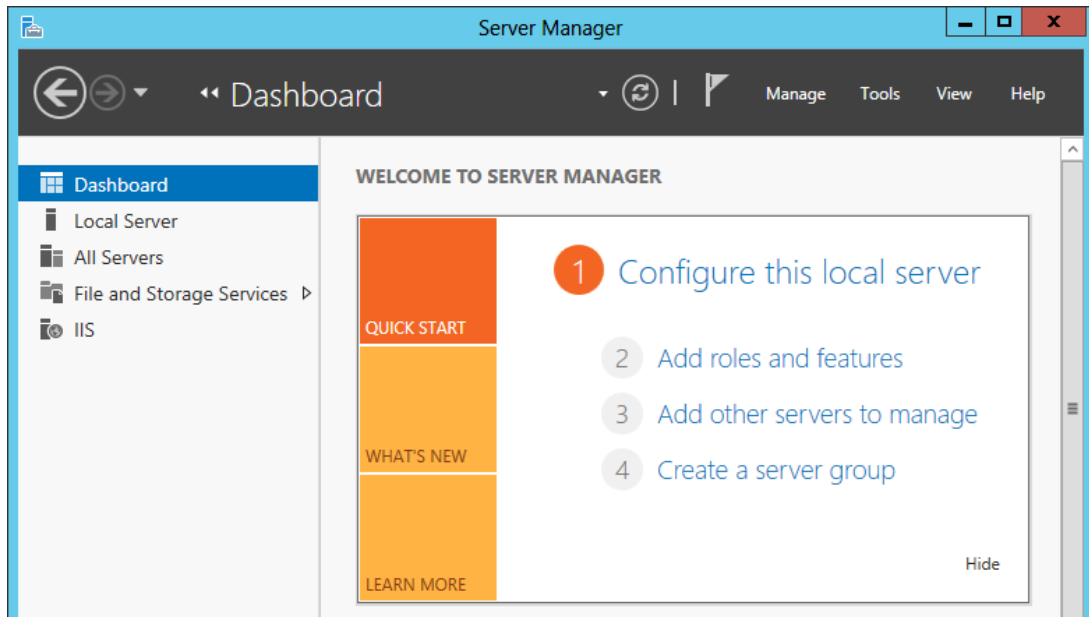 Server Manager
Dashboard
Manage Tools View Help
Dashboard
Local Server
All Servers
File and Storage Services
IIS
WELCOME TO SERVER MANAGER
QUICK START
WHAT'S NEW
LEARN MORE
1 Configure this local server
2 Add roles and features
3 Add other servers to manage
4 Create a server group
Hide